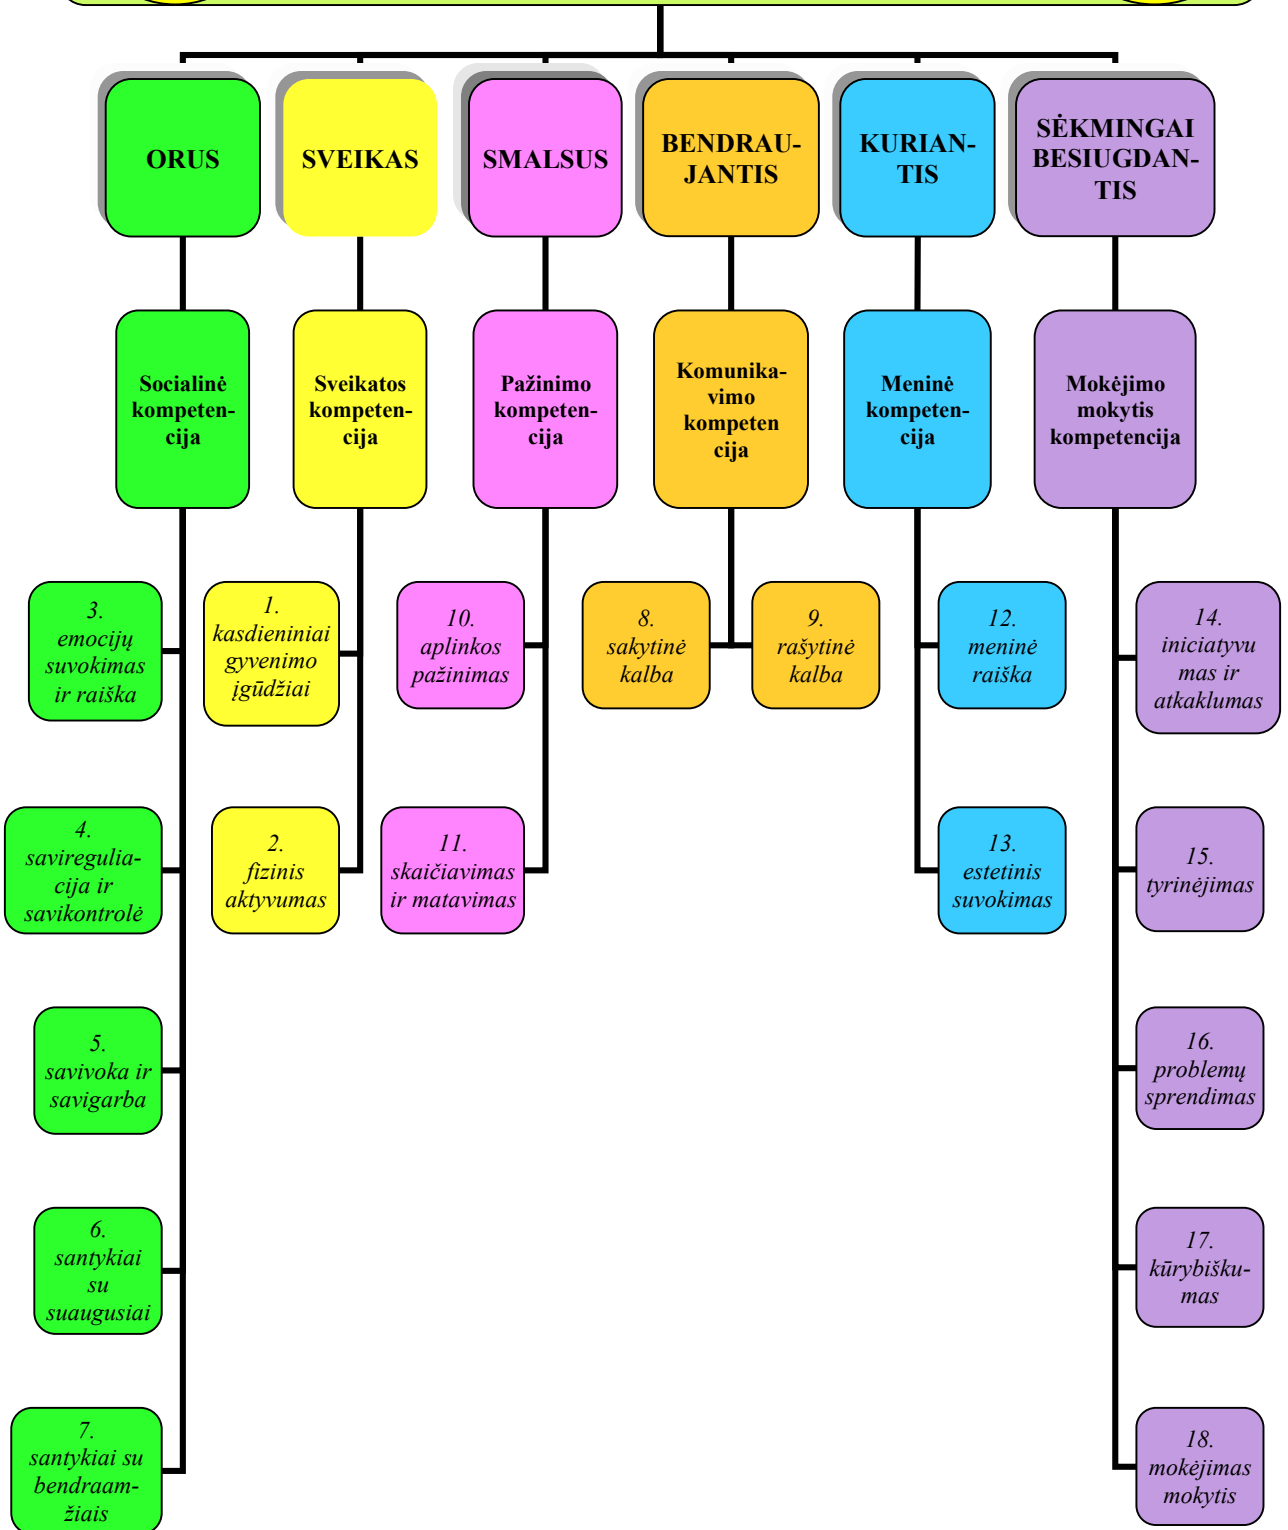 ORUS
SVEIKAS
SMALSUS
BENDRAU-
JANTIS
KURIAN-
TIS
SĖKMINGAI
BESIUGDAN-
TIS
Socialinė
kompeten-
cija
Sveikatos
kompeten-
cija
Pažinimo
kompeten-
cija
Komunika-
vimo
kompeten
cija
Meninė
kompeten-
cija
Mokėjimo
mokytis
kompetencija
3.
emocijų
suvokimas
ir raiška
1.
kasdieniniai
gyvenimo
įgūdžiai
10.
aplinkos
pažinimas
8.
sakytinė
kalba
9.
rašytinė
kalba
12.
meninė
raiška
14.
iniciatyvu
mas ir
atkaklumas
4.
savireguliа-
cija ir
savikontrolė
2.
fizinis
aktyvumas
11.
skaičiavimas
ir matavimas
13.
estetinis
suvokimas
15.
tyrinėjimas
5.
savivoka ir
savigarba
16.
problemų
sprendimas
6.
santykiai
su
suaugusiai
17.
kūrybišku-
mas
7.
santykiai su
bendraam-
žiais
18.
mokėjimas
mokytis